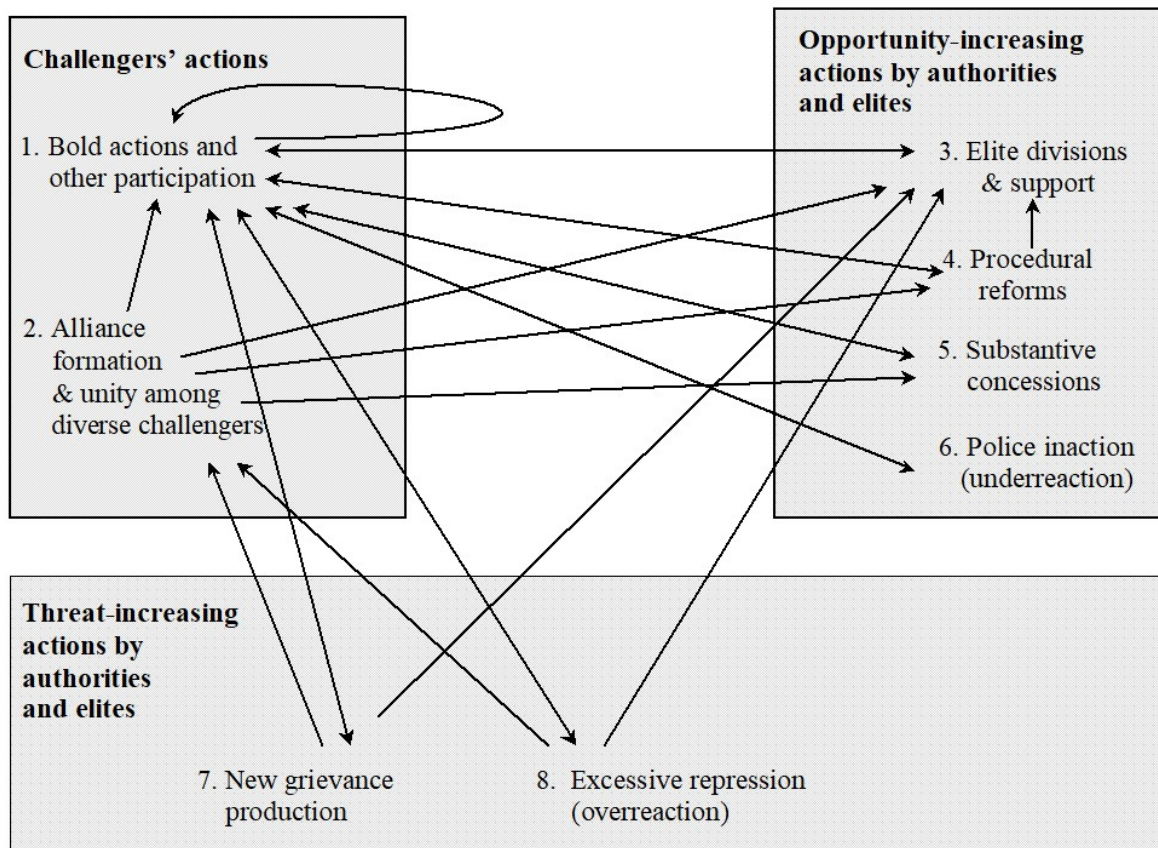 Challengers’ actions
1. Bold actions and
other participation
2. Alliance
formation
& unity among
diverse challengers
Opportunity-increasing
actions by authorities
and elites
3. Elite divisions
& support
4. Procedural
reforms
5. Substantive
concessions
6. Police inaction
(underreaction)
Threat-increasing
actions by
authorities
and elites
7. New grievance
production
8. Excessive repression
(overreaction)